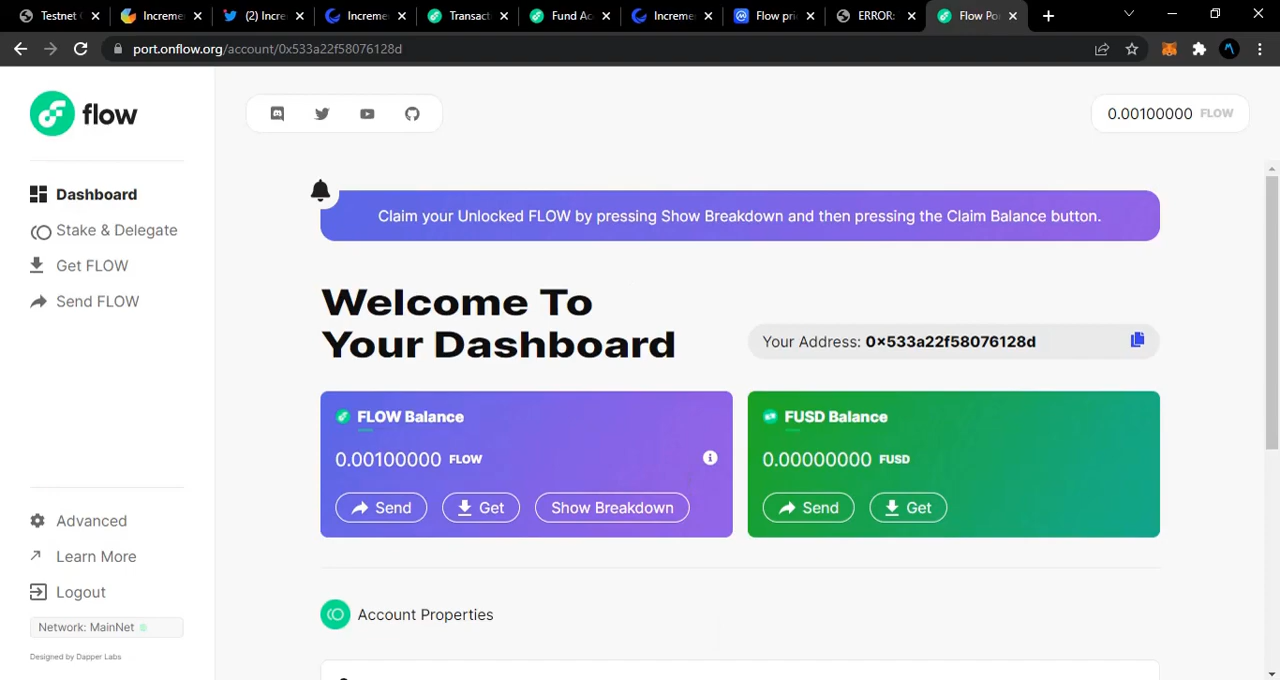 Testnet C
Increme
(2) Incre
Increme
Transact
Fund Ac
Increme
Flow pri
ERROR:
Flow Por
port.onflow.org/account/0x533a22f58076128d
flow
0.00100000 FLOW
Dashboard
Stake & Delegate
Get FLOW
Send FLOW
Claim your Unlocked FLOW by pressing Show Breakdown and then pressing the Claim Balance button.
Welcome To
Your Dashboard
Your Address: 0×533a22f58076128d
FLOW Balance
0.00100000 FLOW
Send
Get
Show Breakdown
FUSD Balance
0.00000000 FUSD
Send
Get
Account Properties
Advanced
Learn More
Logout
Network: MainNet
Designed by Dapper Labs